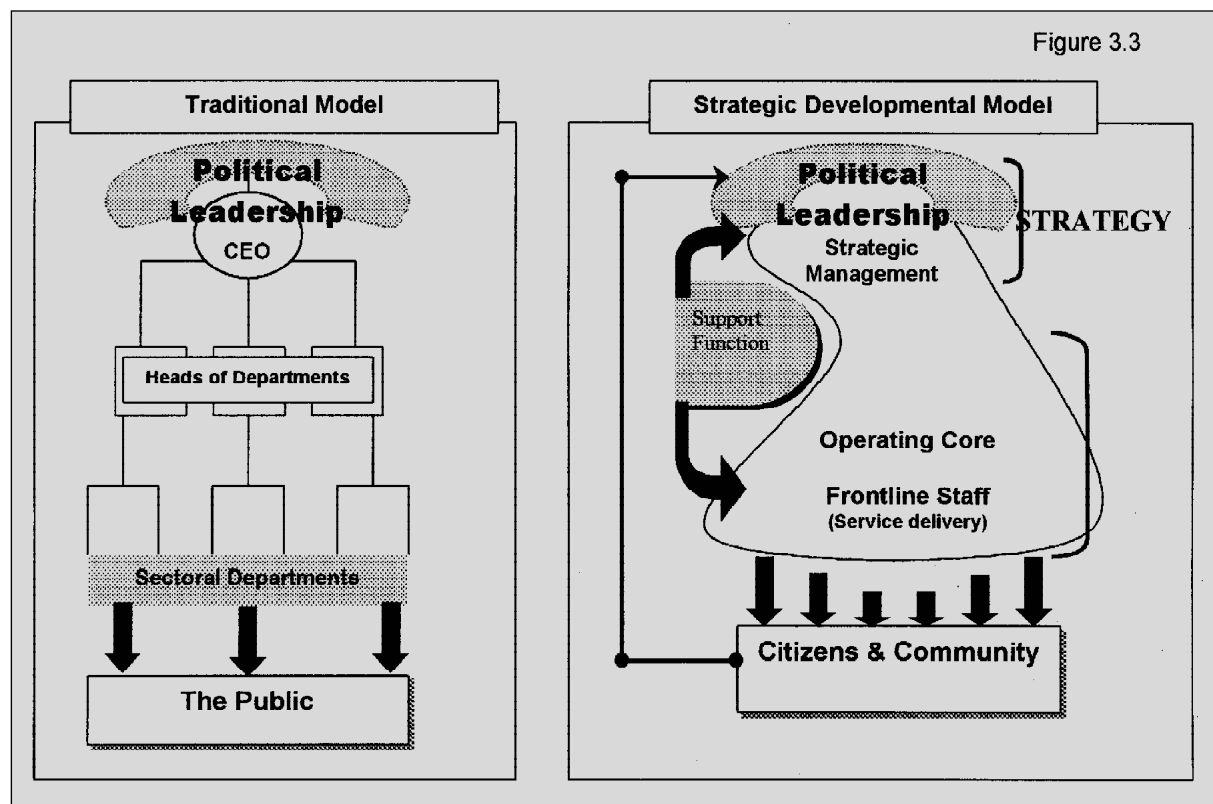 Figure 3.3
Traditional Model
Political
Leadership
CEO
Heads of Departments
Sectoral Departments
The Public
Strategic Developmental Model
Political
Leadership
STRATEGY
Strategic
Management
Support
Function
Operating Core
Frontline Staff
(Service delivery)
Citizens & Community